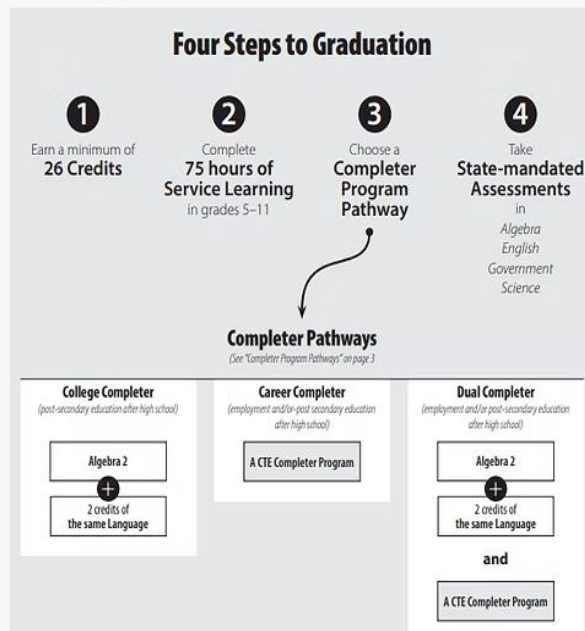 Four Steps to Graduation
1
Earn a minimum of
26 Credits
2
Complete
75 hours of
Service Learning
in grades 5–11
3
Choose a
Completer
Program
Pathway
4
Take
State-mandated
Assessments
in
Algebra
English
Government
Science
Completer Pathways
(See "Completer Program Pathways" on page 3
College Completer
(post-secondary education after high school)
Algebra 2
+
2 credits of
the same Language
Career Completer
(employment and/or-post secondary education
after high school)
A CTE Completer Program
Dual Completer
(employment and/or post-secondary education
after high school)
Algebra 2
+
2 credits of
the same Language
and
A CTE Completer Program